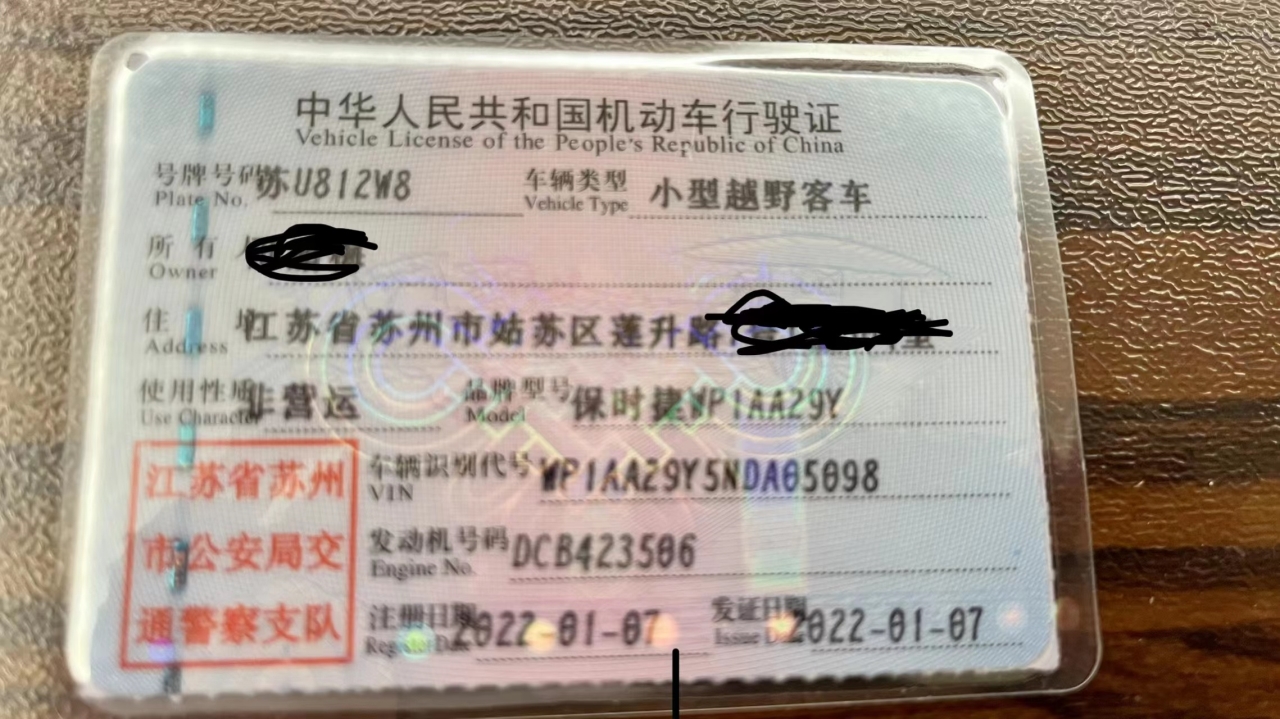 中华人民共和国机动车行驶证
Vehicle License of the People's Republic of China
号牌号码 苏U812W8 车辆类型 小型越野客车
Plate No. Vehicle Type
所有人
Owner
住址 江苏省苏州市姑苏区莲升路
Address
使用性质 非营运 品牌型号 保时捷WP1AA29Y
Use Character Model
江苏省苏州
车辆识别代号 WP1AA29Y5NDA05098
VIN
市公安局交
发动机号码 DCB423506
Engine No.
通警察支队
注册日期 2022-01-07 发证日期 2022-01-07
Register Date Issue Date